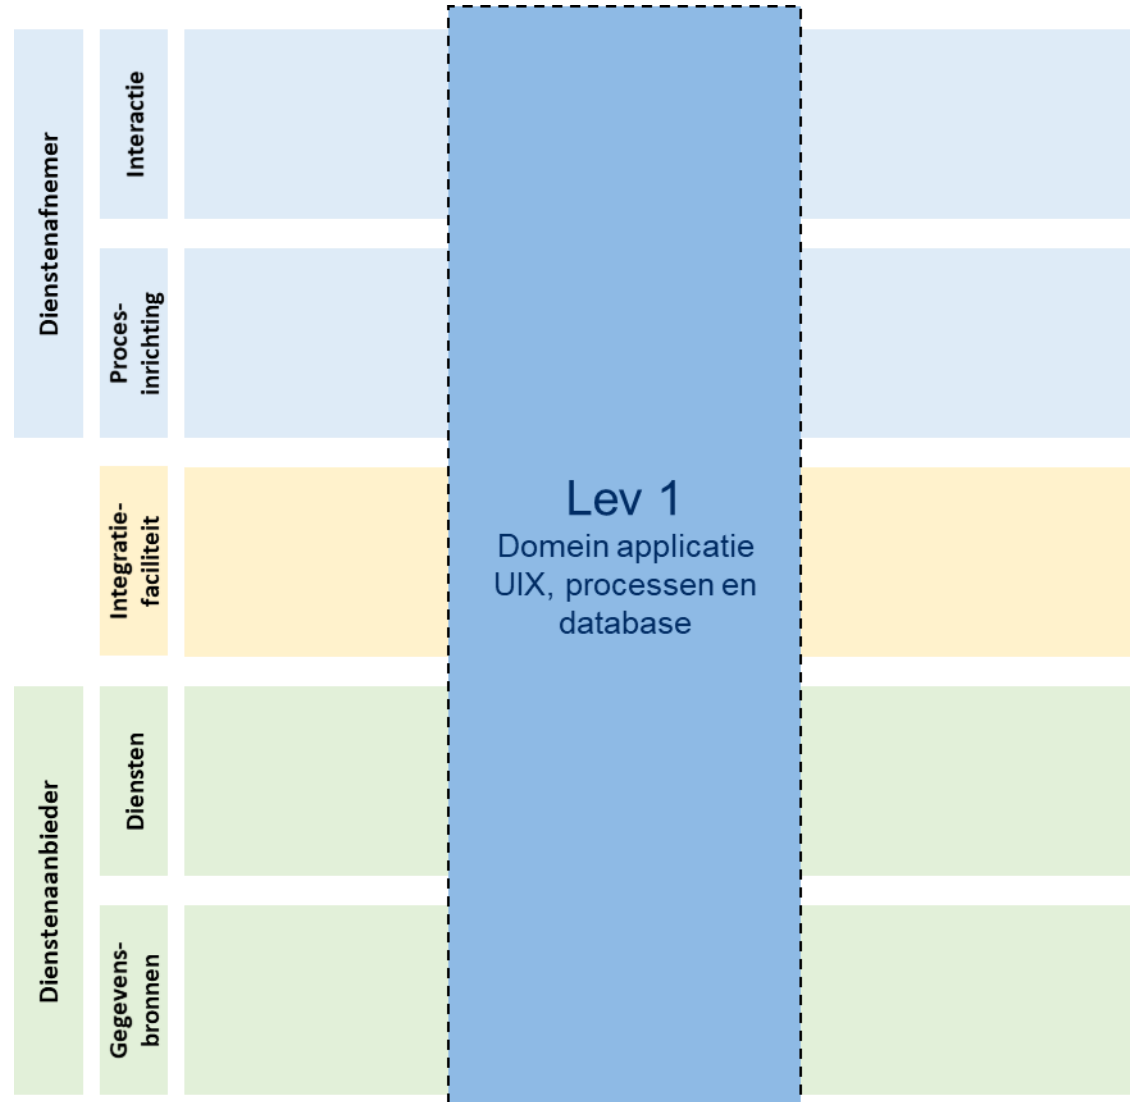 Dienstenafnemer
Interactie
Proces-
inrichting
Integratie-
faciliteit
Lev 1
Domein applicatie
UIX, processen en
database
Dienstenaanbieder
Diensten
Gegevens-
bronnen